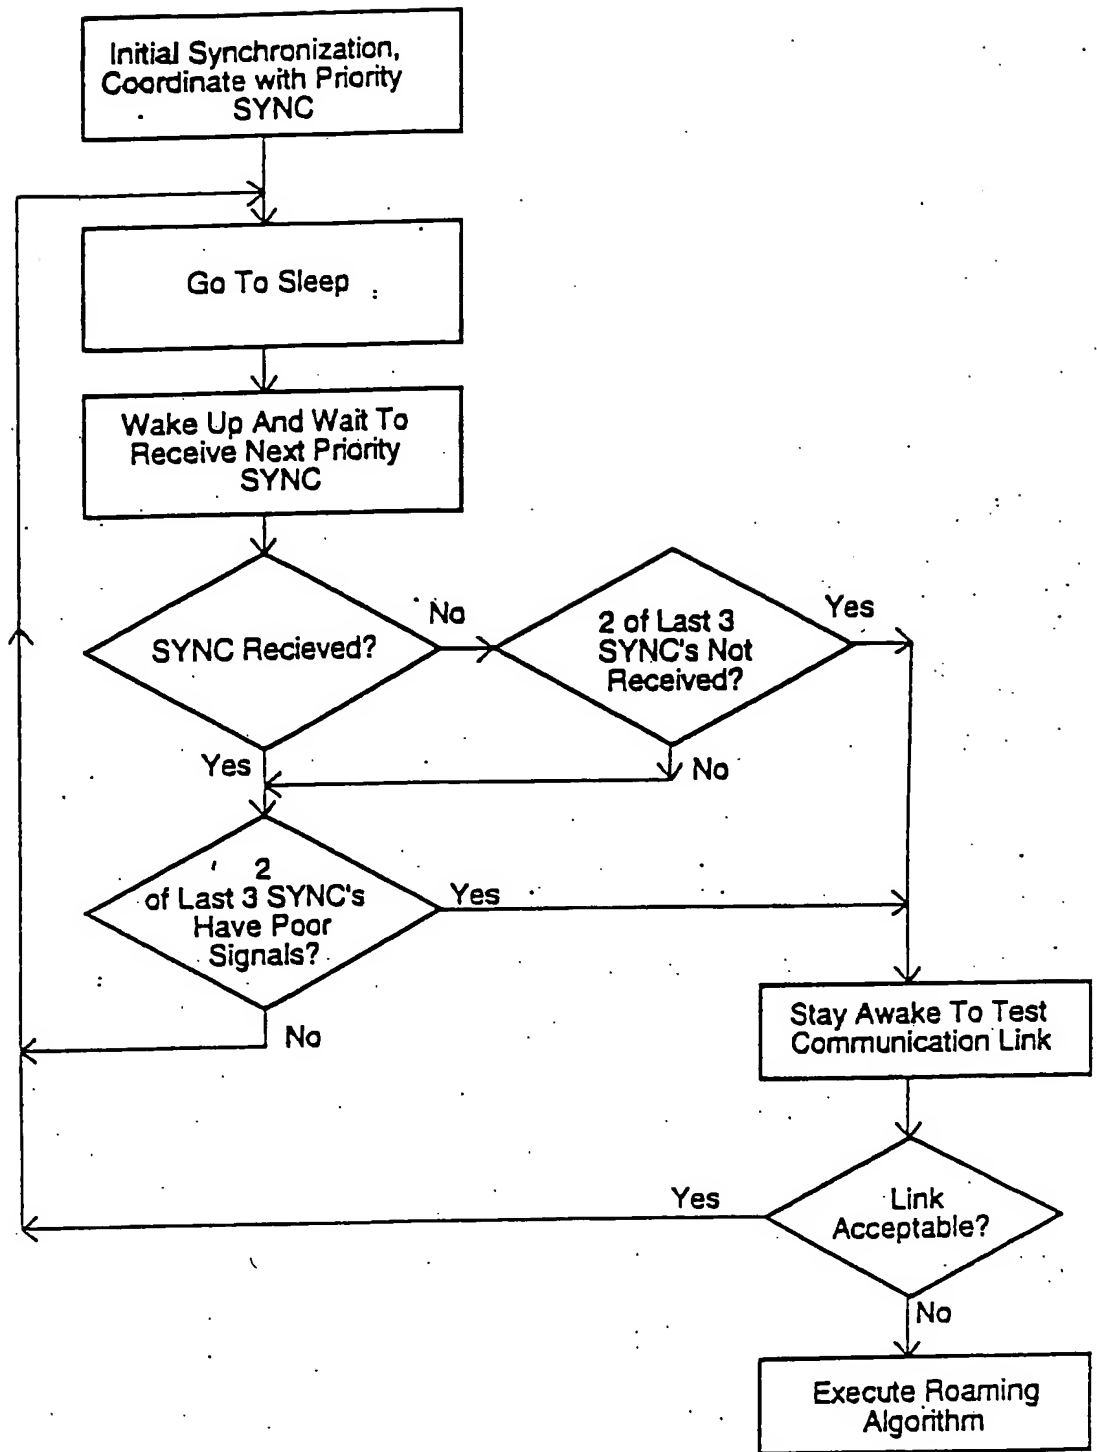 Initial Synchronization,
Coordinate with Priority
SYNC
Go To Sleep
Wake Up And Wait To
Receive Next Priority
SYNC
SYNC Recieved?
No
2 of Last 3
SYNC's Not
Received?
Yes
Yes
No
2
of Last 3 SYNC's
Have Poor
Signals?
Yes
No
Stay Awake To Test
Communication Link
Link
Acceptable?
Yes
No
Execute Roaming
Algorithm